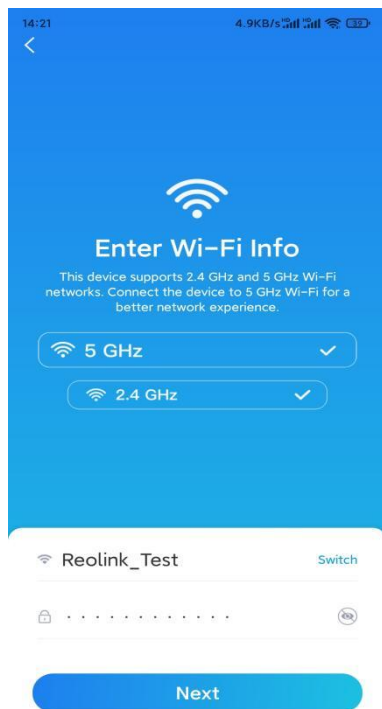 14:21 4.9KB/s 39
Enter Wi-Fi Info
This device supports 2.4 GHz and 5 GHz Wi-Fi
networks. Connect the device to 5 GHz Wi-Fi for a
better network experience.
5 GHz
2.4 GHz
Reolink_Test Switch
Next